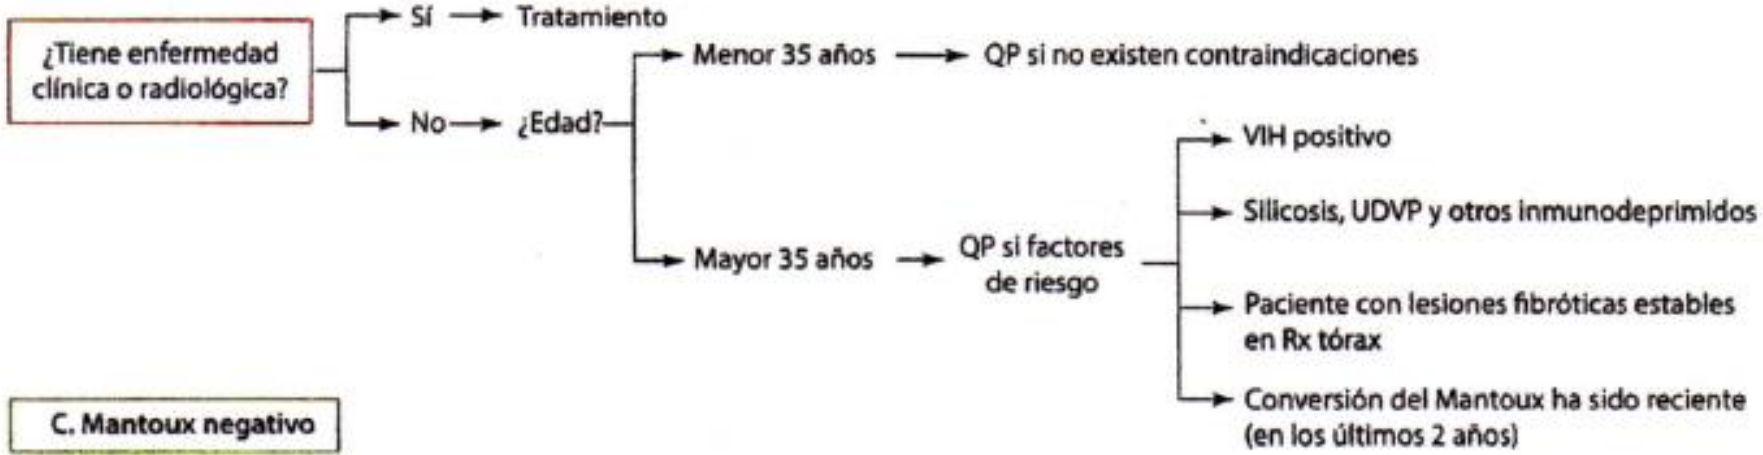 ¿Tiene enfermedad
clínica o radiológica?
Sí
Tratamiento
No
¿Edad?
Menor 35 años
QP si no existen contraindicaciones
Mayor 35 años
QP si factores
de riesgo
VIH positivo
Silicosis, UDVP y otros inmunodeprimidos
Paciente con lesiones fibróticas estables
en Rx tórax
Conversión del Mantoux ha sido reciente
(en los últimos 2 años)
C. Mantoux negativo